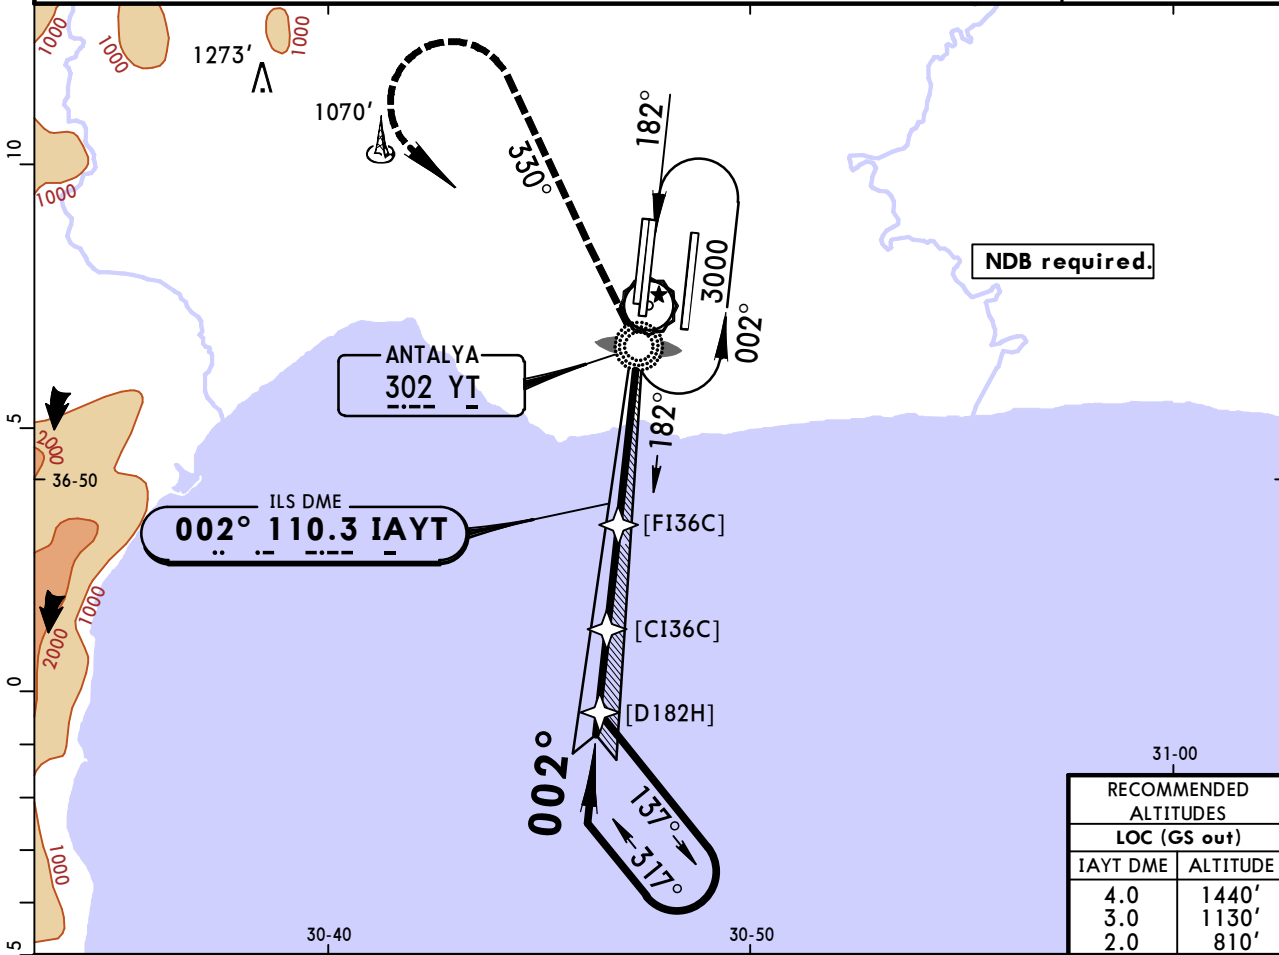 1000
1000
1000
1273'
1070'
10
1000
330°
182°
NDB required.
3000
002°
ANTALYA
302 YT
182°
5
2000
36-50
ILS DME
002° 110.3 IAYT
[FI36C]
1000
2000
[CI36C]
0
[D182H]
002°
137°
317°
1000
31-00
RECOMMENDED
ALTITUDES
LOC (GS out)
IAYT DME ALTITUDE
4.0 1440'
3.0 1130'
2.0 810'
30-40
30-50
5